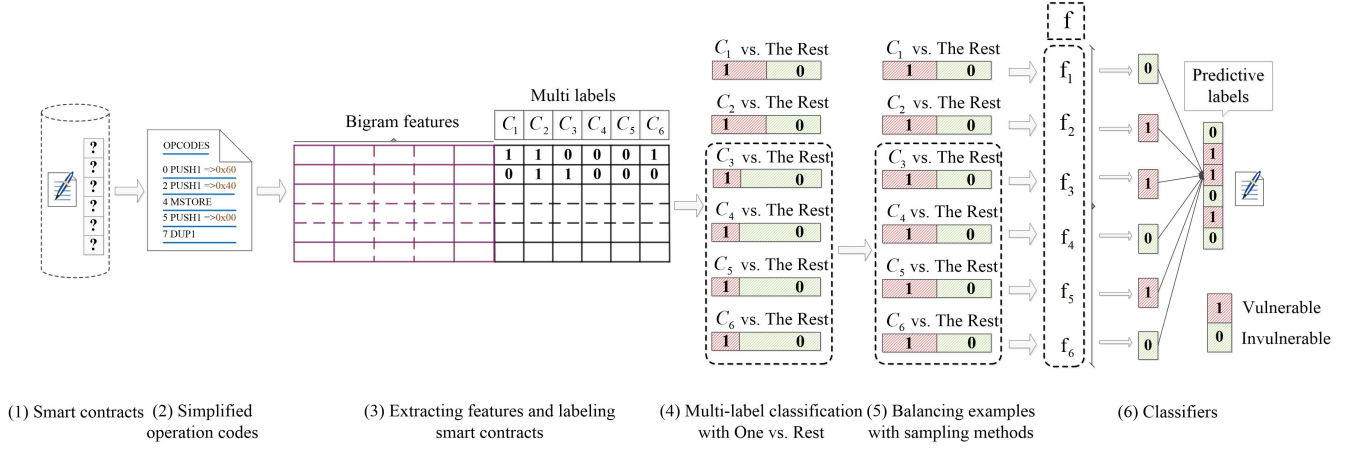 ?
?
?
?
?
?
(1) Smart contracts
OPCODES
0 PUSH1 =>0x60
2 PUSH1 =>0x40
4 MSTORE
5 PUSH1 =>0x00
7 DUP1
(2) Simplified
operation codes
Multi labels
Bigram features
C1 C2 C3 C4 C5 C6
1 1 0 0 0 1
0 1 1 0 0 0
(3) Extracting features and labeling
smart contracts
C1 vs. The Rest
1 0
C2 vs. The Rest
1 0
C3 vs. The Rest
1 0
C4 vs. The Rest
1 0
C5 vs. The Rest
1 0
C6 vs. The Rest
1 0
(4) Multi-label classification
with One vs. Rest
C1 vs. The Rest
1 0
C2 vs. The Rest
1 0
C3 vs. The Rest
1 0
C4 vs. The Rest
1 0
C5 vs. The Rest
1 0
C6 vs. The Rest
1 0
(5) Balancing examples
with sampling methods
f
f1
f2
f3
f4
f5
f6
0
1
1
0
1
0
Predictive
labels
0
1
1
0
1
0
1 Vulnerable
0 Invulnerable
(6) Classifiers